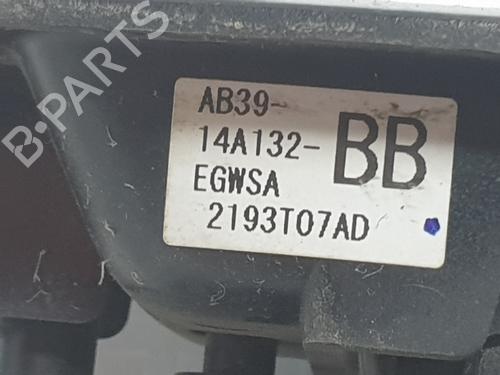 B-PARTS
AB39-
14A132-
BB
EGWSA
2193T07AD